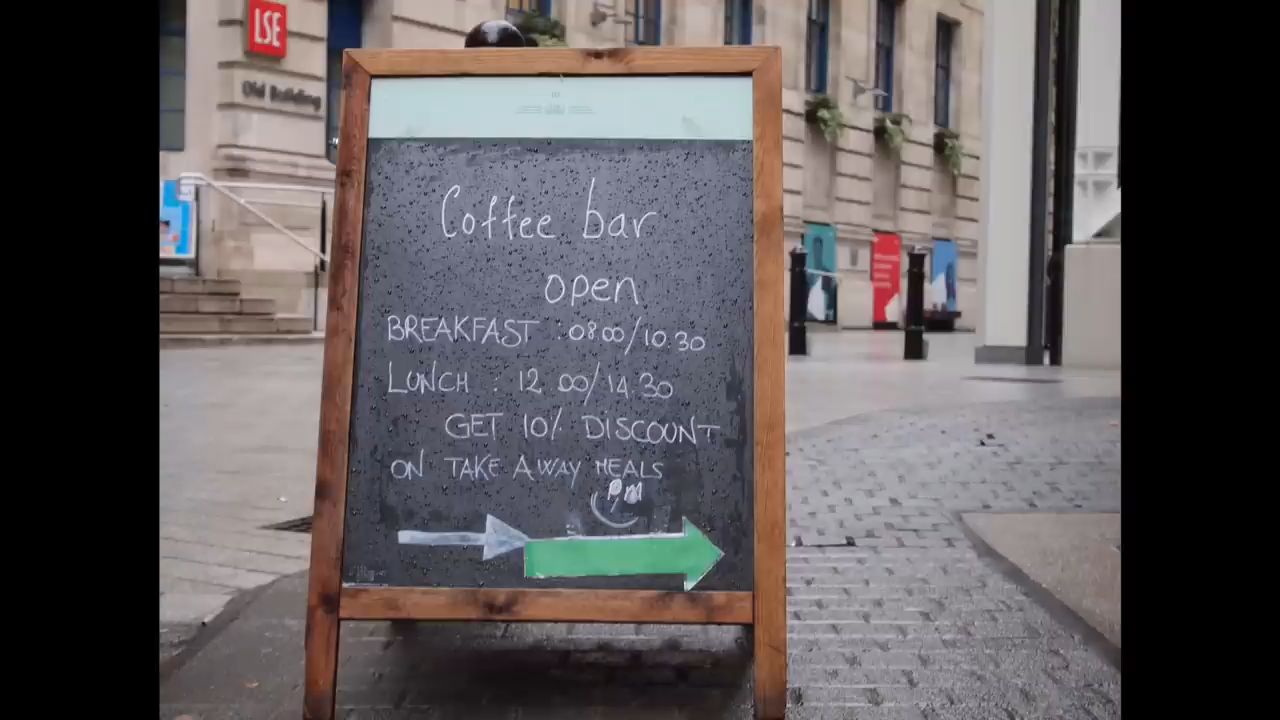 LSE
Old Building
Coffee bar
open
BREAKFAST : 08.00/10.30
LUNCH : 12.00/14.30
GET 10% DISCOUNT
ON TAKE AWAY MEALS
pm